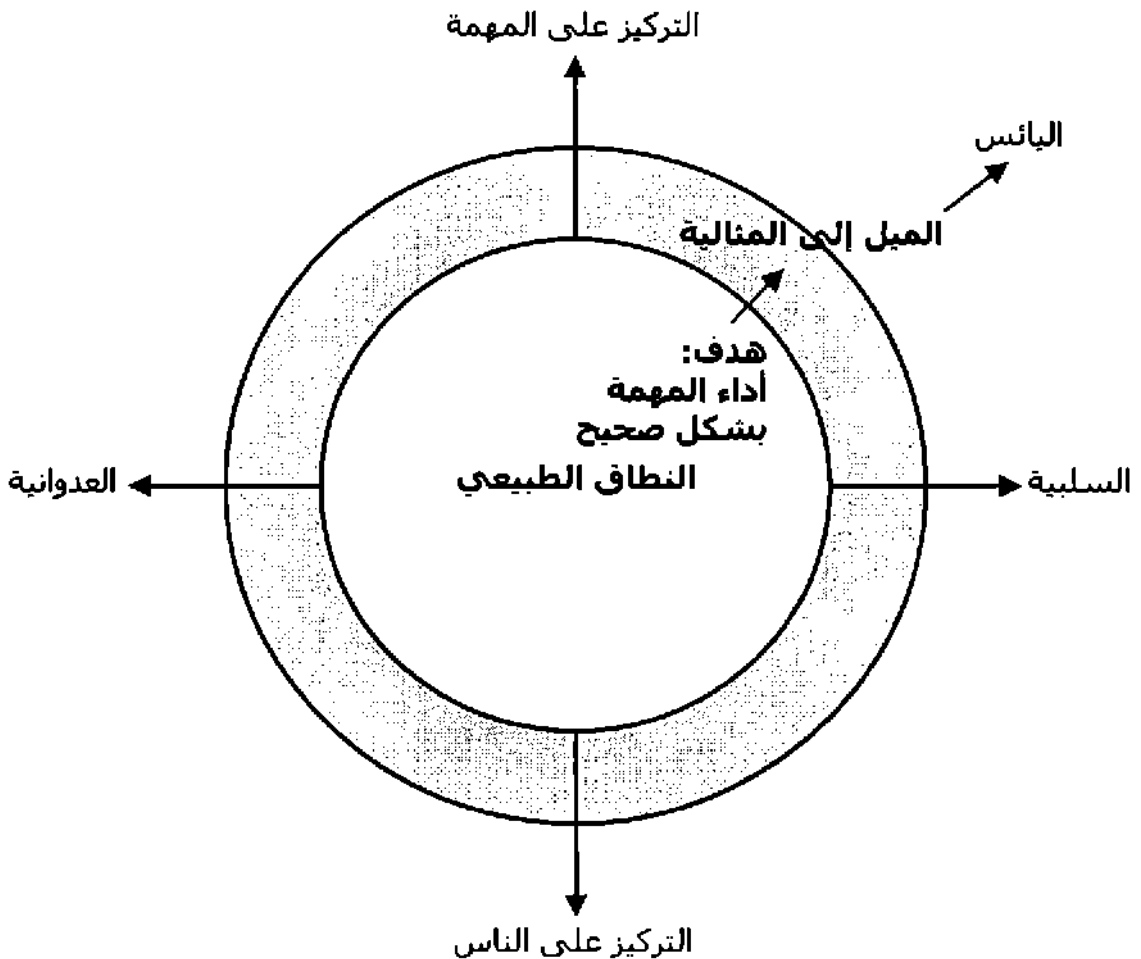 التركيز على المهمة
اليائس
الميل إلى المثالية
هدف:
أداء المهمة
بشكل صحيح
النطاق الطبيعي
العدوانية
السلبية
التركيز على الناس